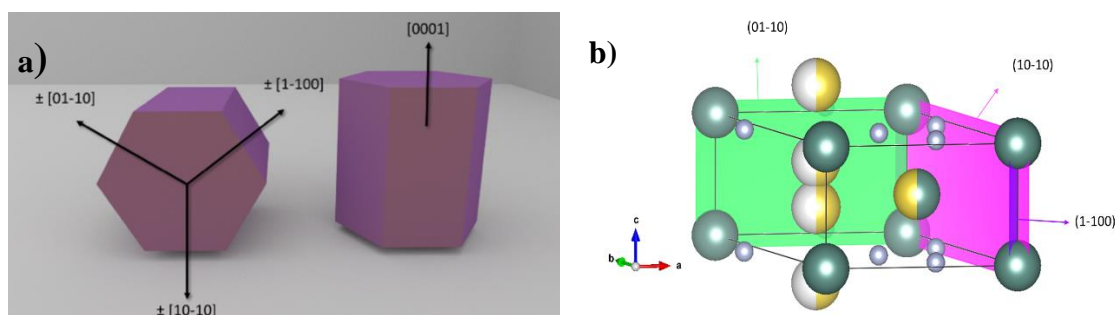 a)
[0001]
± [01-10]
± [1-100]
± [10-10]
b)
(01-10)
(10-10)
(1-100)
c
b
a